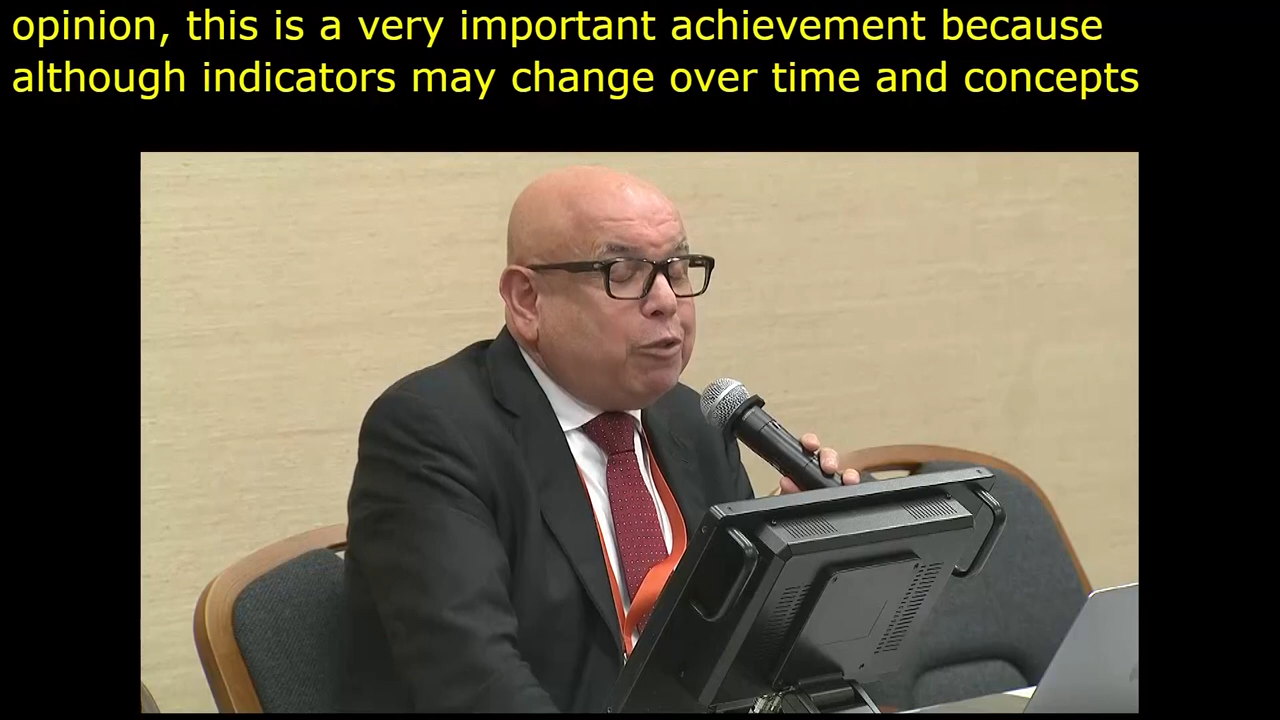 opinion, this is a very important achievement because
although indicators may change over time and concepts